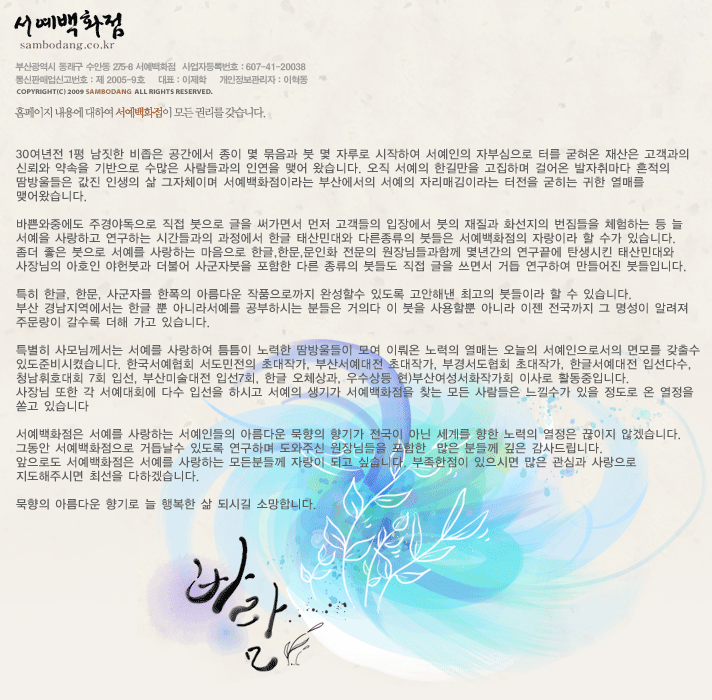 서예백화점
sambodang.co.kr
부산광역시 동래구 수안동 275-8 서예백화점 사업자등록번호 : 607-41-20038
통신판매업신고번호 : 제 2005-9호 대표 : 이제학 개인정보관리자 : 이혁동
COPYRIGHT(C) 2009 SAMBODANG ALL RIGHTS RESERVED.
홈페이지 내용에 대하여 서예백화점이 모든 권리를 갖습니다.
30여년전 1평 남짓한 비좁은 공간에서 종이 몇 묶음과 붓 몇 자루로 시작하여 서예인의 자부심으로 터를 굳혀온 재산은 고객과의
신뢰와 약속을 기반으로 수많은 사람들과의 인연을 맺어 왔습니다. 오직 서예의 한길만을 고집하며 걸어온 발자취마다 흔적의
땀방울들은 값진 인생의 삶 그자체이며 서예백화점이라는 부산에서의 서예의 자리매김이라는 터전을 굳히는 귀한 열매를
맺어왔습니다.
바쁜와중에도 주경야독으로 직접 붓으로 글을 써가면서 먼저 고객들의 입장에서 붓의 재질과 화선지의 번짐들을 체험하는 등 늘
서예을 사랑하고 연구하는 시간들과의 과정에서 한글 태산민대와 다른종류의 붓들은 서예백화점의 자랑이라 할 수가 있습니다.
좀더 좋은 붓으로 서예를 사랑하는 마음으로 한글,한문,문인화 전문의 원장님들과함께 몇년간의 연구끝에 탄생시킨 태산민대와
사장님의 아호인 야헌붓과 더불어 사군자붓을 포함한 다른 종류의 붓들도 직접 글을 쓰면서 거듭 연구하여 만들어진 붓들입니다.
특히 한글, 한문, 사군자를 한폭의 아름다운 작품으로까지 완성할수 있도록 고안해낸 최고의 붓들이라 할 수 있습니다.
부산 경남지역에서는 한글 뿐 아니라서예를 공부하시는 분들은 거의다 이 붓을 사용할뿐 아니라 이젠 전국까지 그 명성이 알려져
주문량이 갈수록 더해 가고 있습니다.
특별히 사모님께서는 서예를 사랑하여 틈틈이 노력한 땀방울들이 모여 이뤄온 노력의 열매는 오늘의 서예인으로서의 면모를 갖출수
있도준비시켰습니다. 한국서예협회 서도민전의 초대작가, 부산서예대전 초대작가, 부경서도협회 초대작가, 한글서예대전 입선다수,
청남휘호대회 7회 입선, 부산미술대전 입선7회, 한글 오체상과, 우수상등 현)부산여성서화작가회 이사로 활동중입니다.
사장님 또한 각 서예대회에 다수 입선을 하시고 서예의 생기가 서예백화점을 찾는 모든 사람들은 느낄수가 있을 정도로 온 열정을
쏟고 있습니다
서예백화점은 서예를 사랑하는 서예인들의 아름다운 묵향의 향기가 전국이 아닌 세계를 향한 노력의 열정은 끊이지 않겠습니다.
그동안 서예백화점으로 거듭날수 있도록 연구하며 도와주신 원장님들을 포함한 많은 분들께 깊은 감사드립니다.
앞으로도 서예백화점은 서예를 사랑하는 모든분들께 자랑이 되고 싶습니다. 부족한점이 있으시면 많은 관심과 사랑으로
지도해주시면 최선을 다하겠습니다.
묵향의 아름다운 향기로 늘 행복한 삶 되시길 소망합니다.
바람